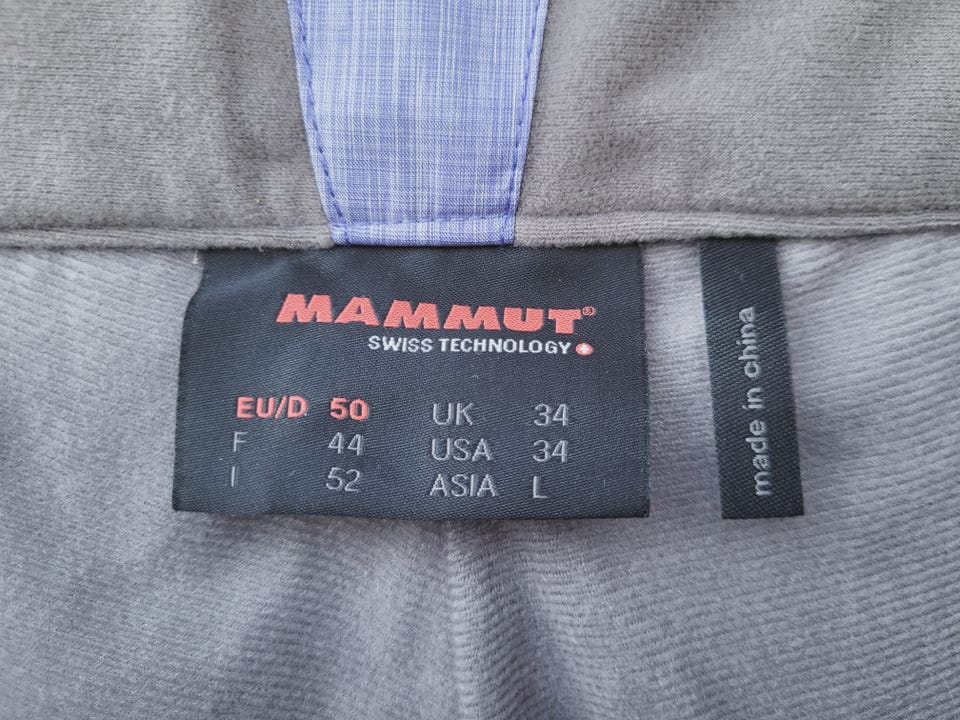 MAMMUT®
SWISS TECHNOLOGY
EU/D 50 UK 34
F 44 USA 34
I 52 ASIA L
made in china